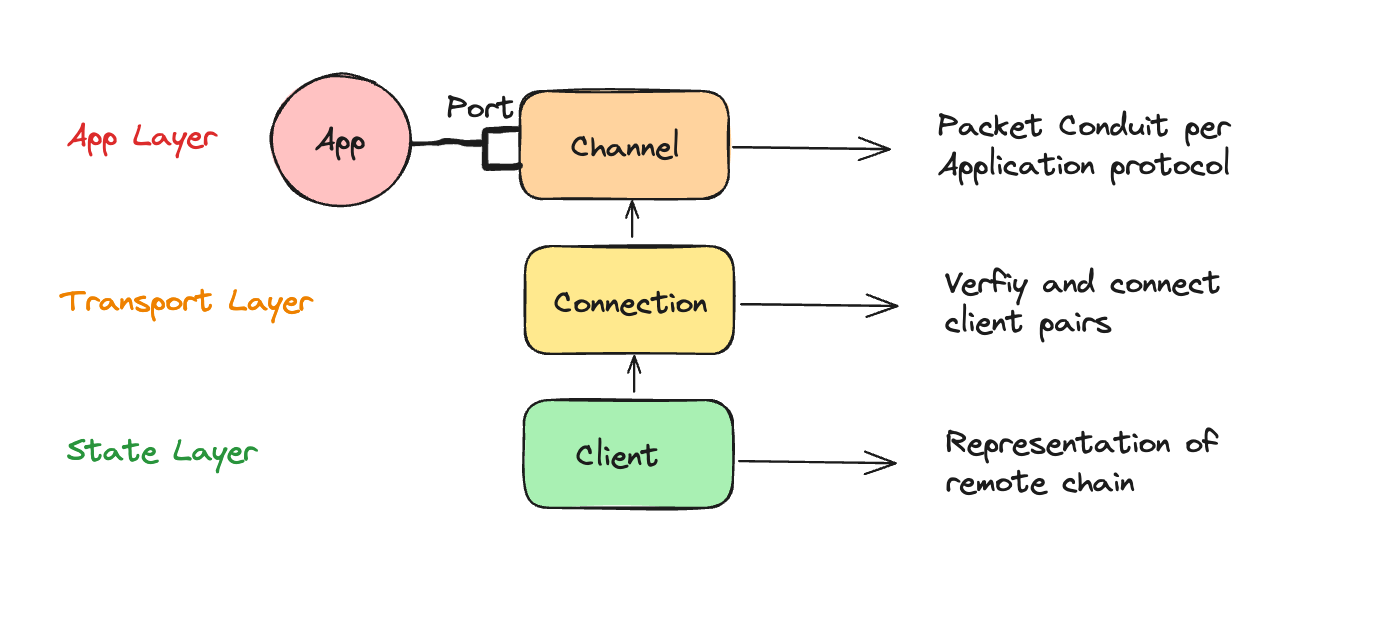 Port
App Layer
App
Channel
Packet Conduit per
Application protocol
Transport Layer
Connection
Verfiy and connect
client pairs
State Layer
Client
Representation of
remote chain